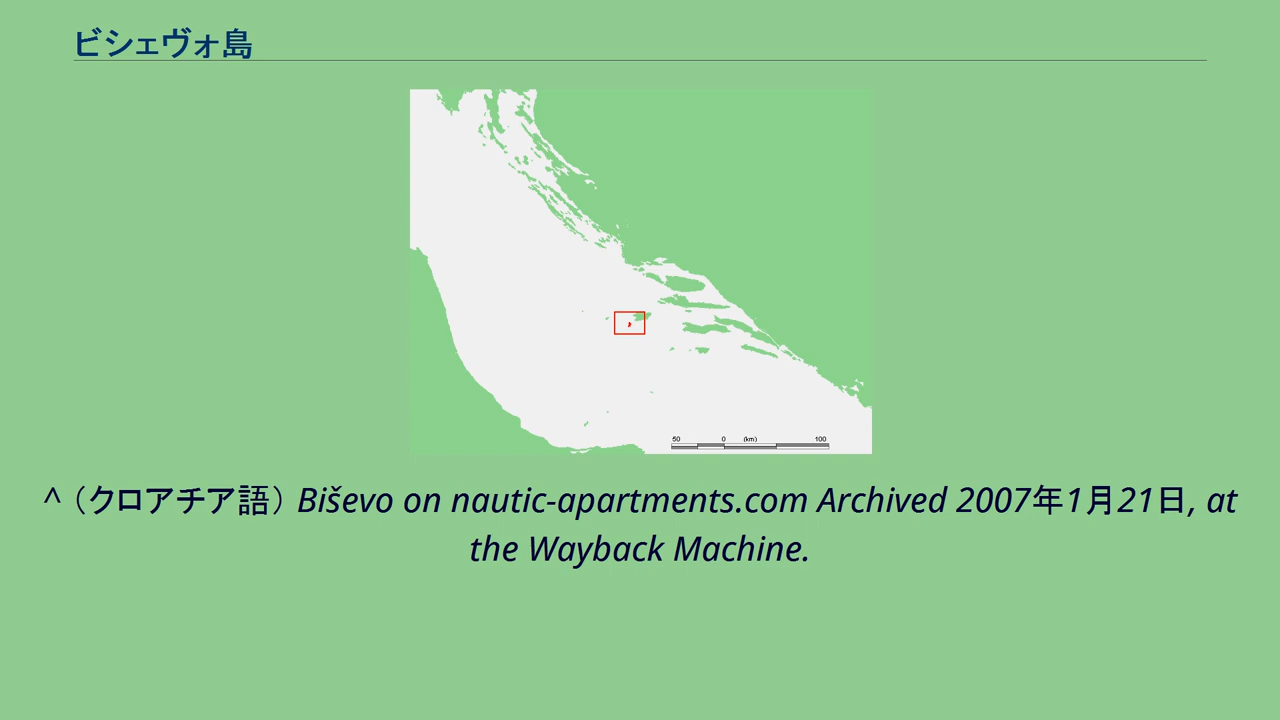 ビシェヴォ島
50 0 (km) 100
^ (クロアチア語) Biševo on nautic-apartments.com Archived 2007年1月21日, at
the Wayback Machine.